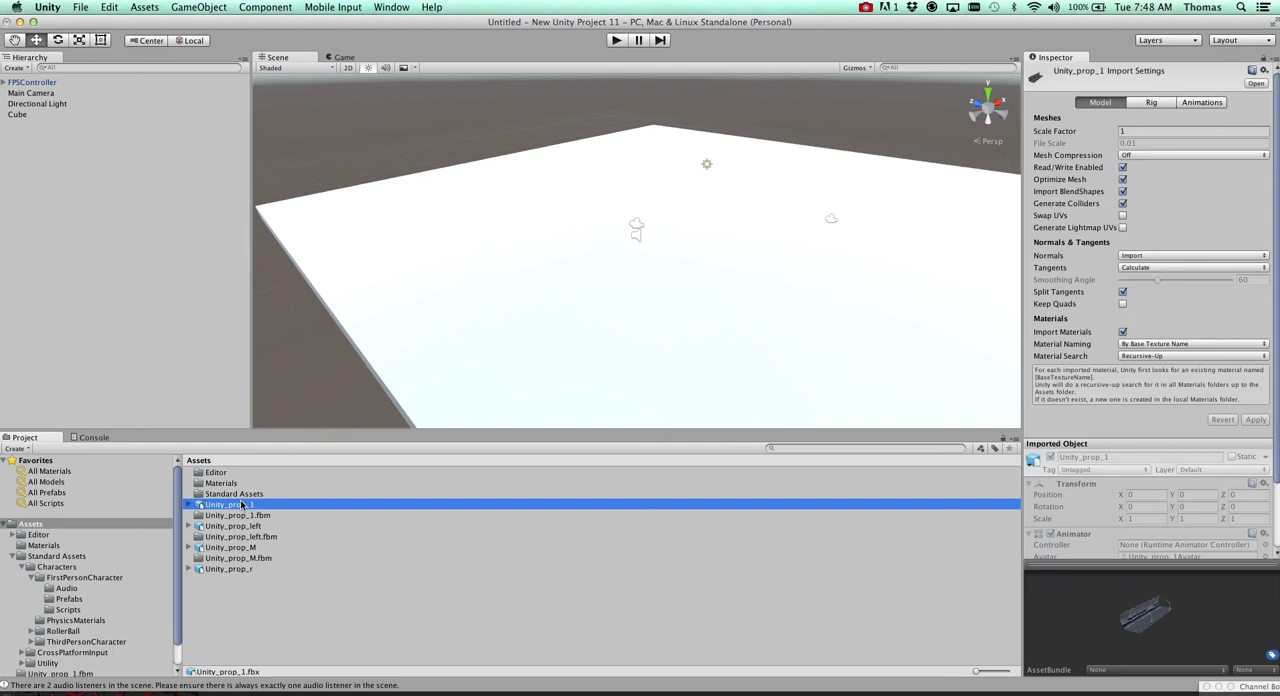 Unity File Edit Assets GameObject Component Mobile Input Window Help 1 100% Tue 7:48 AM Thomas
Untitled - New Unity Project 11 - PC, Mac & Linux Standalone (Personal)
Center Local Layers Layout
Hierarchy
Create All
FPSController
Main Camera
Directional Light
Cube
Scene Game
Shaded 2D Gizmos All
y
z x
Persp
Inspector
Unity_prop_1 Import Settings
Open
Model Rig Animations
Meshes
Scale Factor 1
File Scale 0.01
Mesh Compression Off
Read/Write Enabled
Optimize Mesh
Import BlendShapes
Generate Colliders
Swap UVs
Generate Lightmap UVs
Normals & Tangents
Normals Import
Tangents Calculate
Smoothing Angle 60
Split Tangents
Keep Quads
Materials
Import Materials
Material Naming By Base Texture Name
Material Search Recursive-Up
For each imported material, Unity first looks for an existing material named
[BaseTextureName].
Unity will do a recursive-up search for it in all Materials folders up to the
Assets folder.
If it doesn't exist, a new one is created in the local Materials folder.
Revert Apply
Imported Object
Unity_prop_1 Static
Tag Untagged Layer Default
Transform
Position X 0 Y 0 Z 0
Rotation X 0 Y 0 Z 0
Scale X 1 Y 1 Z 1
Animator
Controller None (Runtime Animator Controller)
Avatar Unity_prop_1Avatar
AssetBundle None None
Project Console
Create
Favorites
All Materials
All Models
All Prefabs
All Scripts
Assets
Editor
Materials
Standard Assets
Characters
FirstPersonCharacter
Audio
Prefabs
Scripts
PhysicsMaterials
RollerBall
ThirdPersonCharacter
CrossPlatformInput
Utility
Unity_prop_1.fbm
Assets
Editor
Materials
Standard Assets
Unity_prop_1
Unity_prop_1.fbm
Unity_prop_left
Unity_prop_left.fbm
Unity_prop_M
Unity_prop_M.fbm
Unity_prop_r
Unity_prop_1.fbx
There are 2 audio listeners in the scene. Please ensure there is always exactly one audio listener in the scene.
Channel Bo